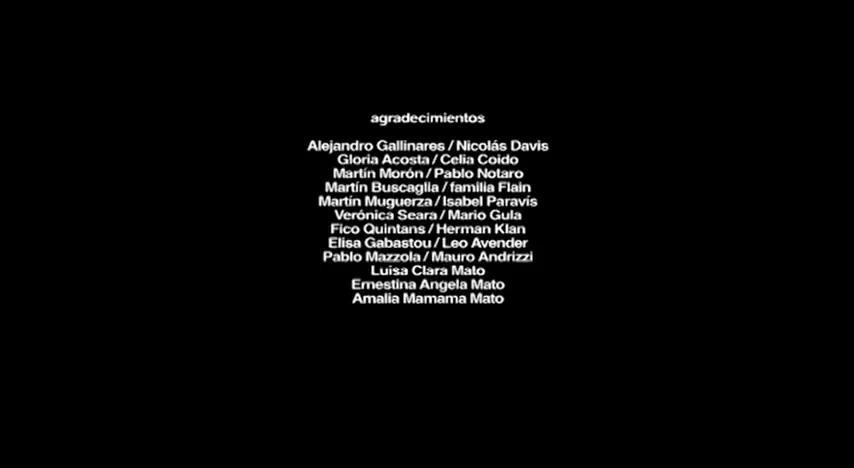 agradecimientos
Alejandro Gallinares / Nicolás Davis
Gloria Acosta / Celia Coido
Martín Morón / Pablo Notaro
Martín Buscaglia / familia Flain
Martín Muguerza / Isabel Paravís
Verónica Seara / Mario Gula
Fico Quintans / Herman Klan
Elisa Gabastou / Leo Avender
Pablo Mazzola / Mauro Andrizzi
Luisa Clara Mato
Ernestina Angela Mato
Amalia Mamama Mato